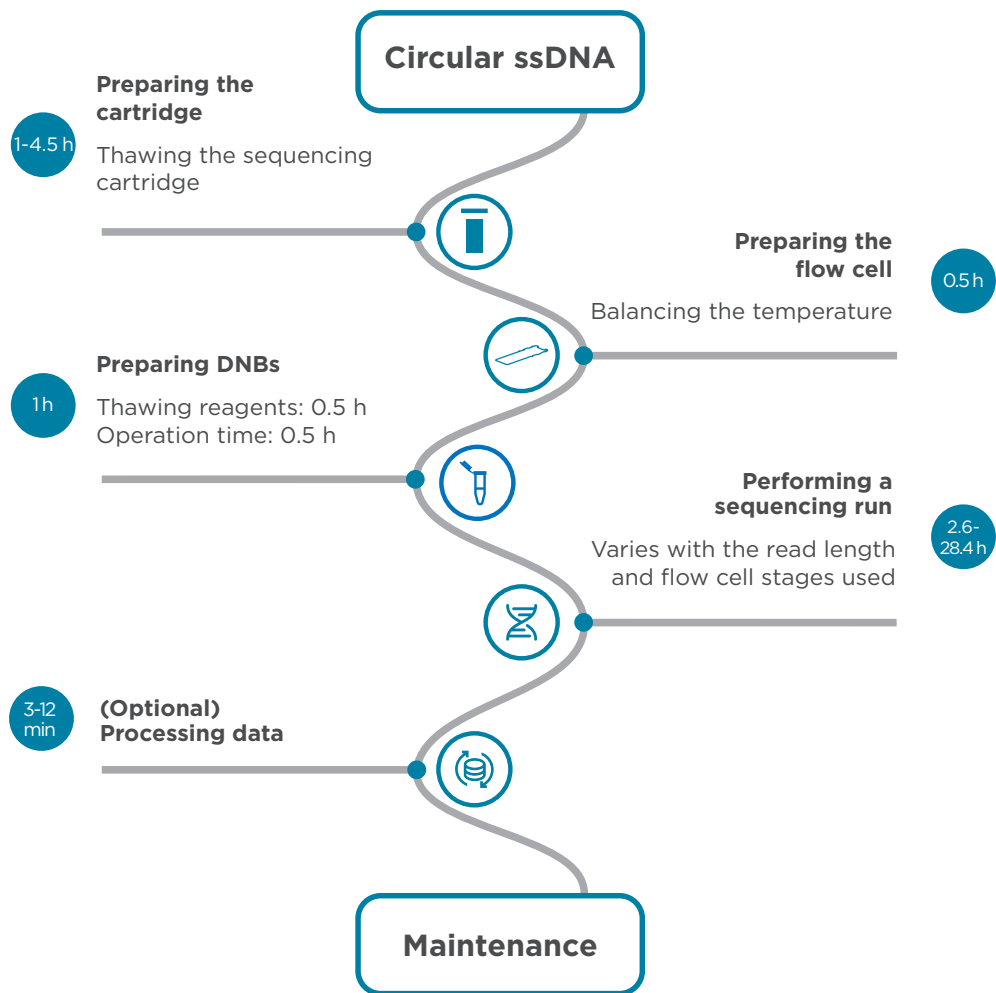 Circular ssDNA
Preparing the
cartridge
1-4.5 h
Thawing the sequencing
cartridge
Preparing the
flow cell
0.5 h
Balancing the temperature
Preparing DNBs
1 h
Thawing reagents: 0.5 h
Operation time: 0.5 h
Performing a
sequencing run
2.6-
28.4 h
Varies with the read length
and flow cell stages used
3-12
min
(Optional)
Processing data
Maintenance